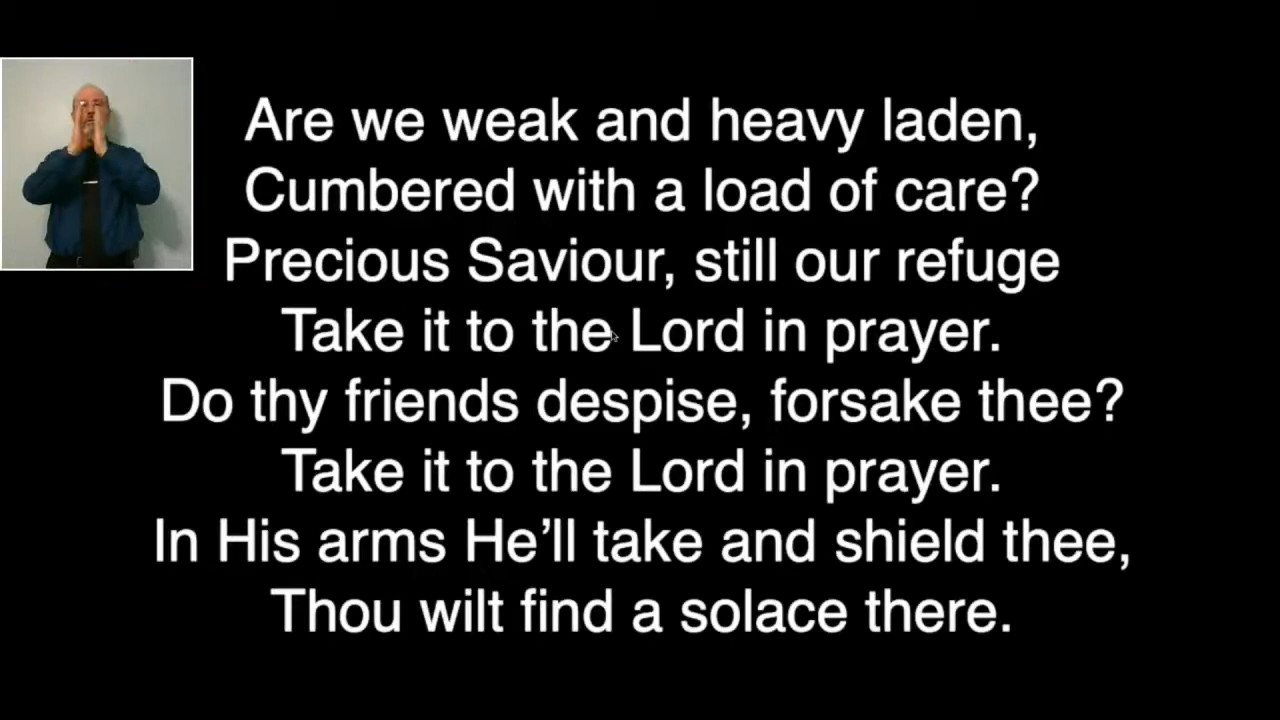 Are we weak and heavy laden,
Cumbered with a load of care?
Precious Saviour, still our refuge
Take it to the Lord in prayer.
Do thy friends despise, forsake thee?
Take it to the Lord in prayer.
In His arms He’ll take and shield thee,
Thou wilt find a solace there.